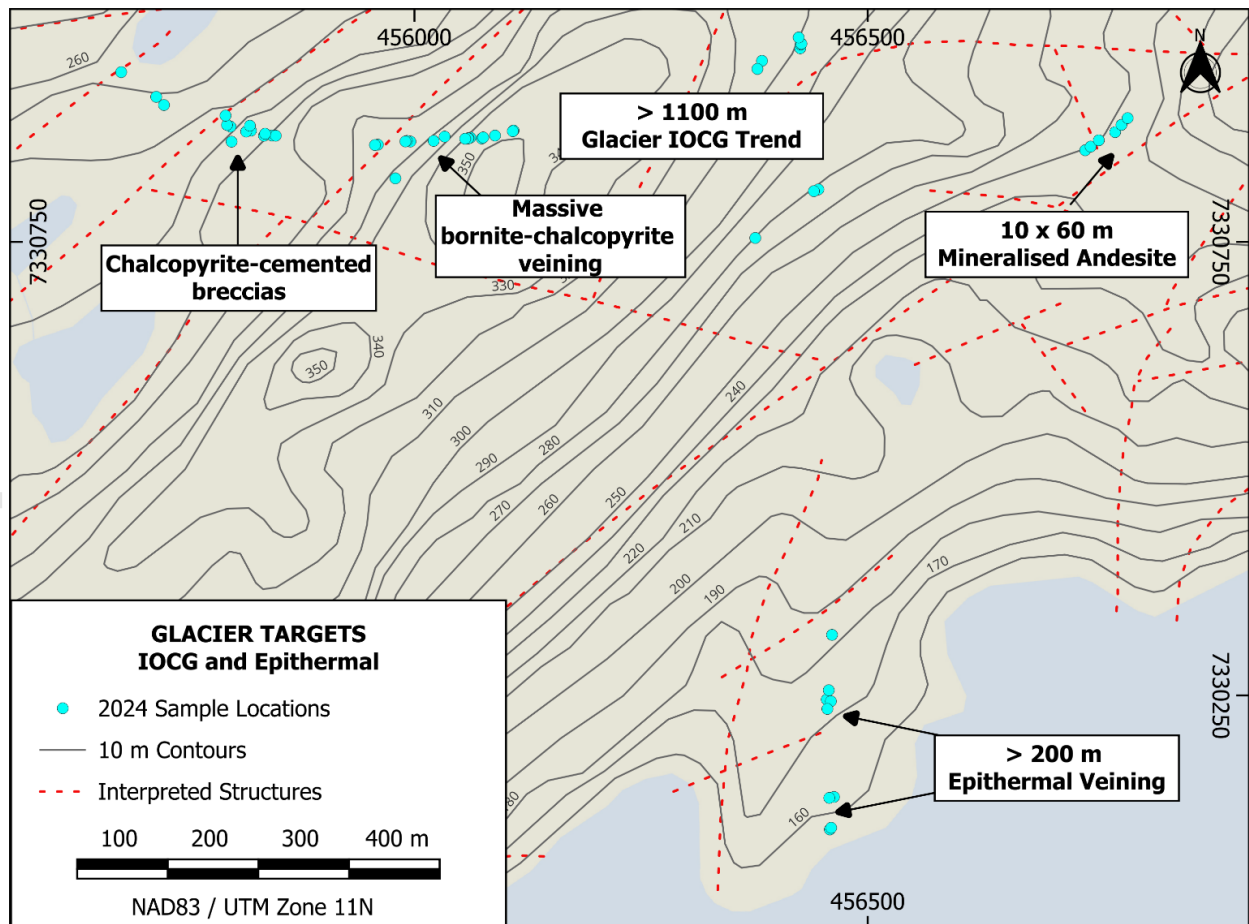 456000
456500
260
N
> 1100 m
Glacier IOCG Trend
350
Massive
bornite-chalcopyrite
veining
7330750
7330750
Chalcopyrite-cemented
breccias
10 x 60 m
Mineralised Andesite
330
340
350
310
240
300
280
290
250
270
260
210
220
200
190
170
GLACIER TARGETS
IOCG and Epithermal
2024 Sample Locations
10 m Contours
Interpreted Structures
100 200 300 400 m
NAD83 / UTM Zone 11N
7330250
> 200 m
Epithermal Veining
160
456500